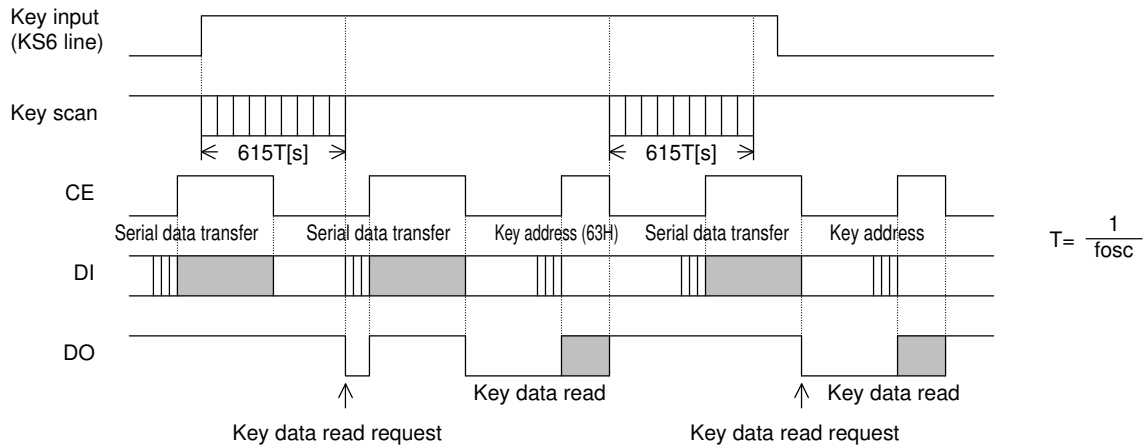 Key input
(KS6 line)
Key scan
615T[s]
615T[s]
CE
Serial data transfer
Serial data transfer
Key address (63H)
Serial data transfer
Key address
T= 1
fosc
DI
DO
Key data read
Key data read
Key data read request
Key data read request